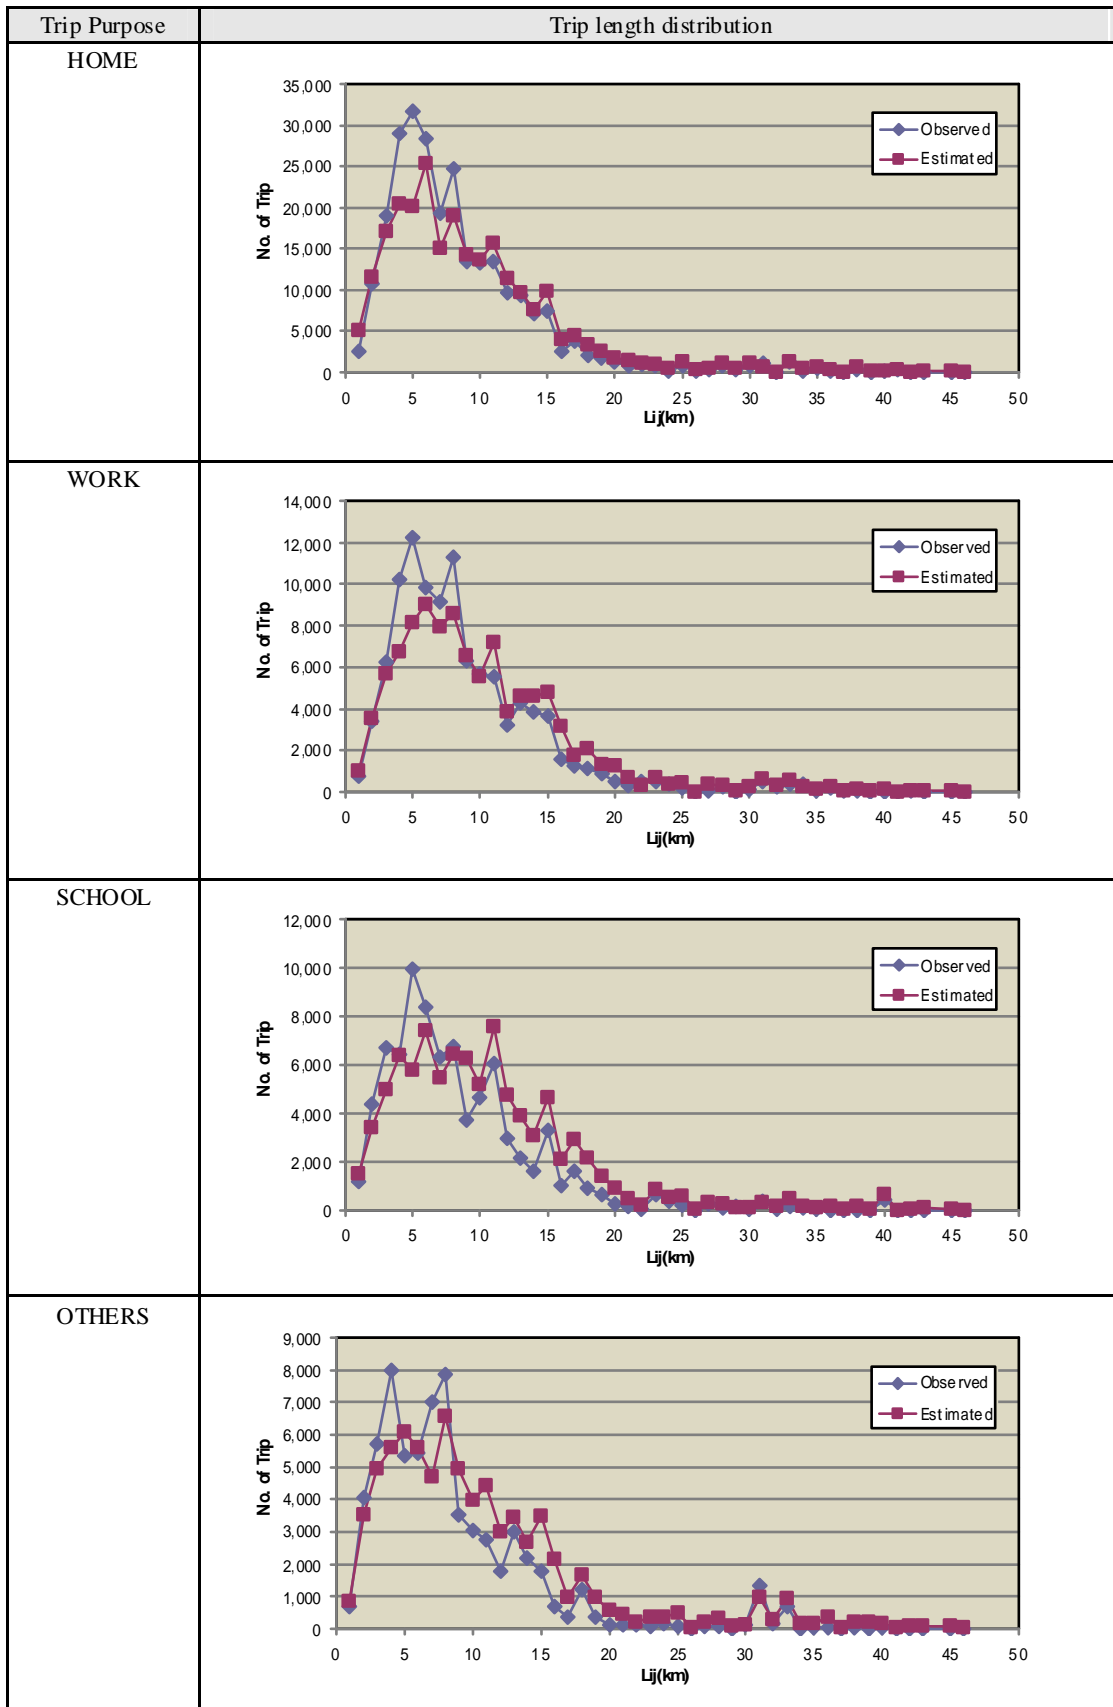 Trip Purpose Trip length distribution
HOME
35,000
30,000
25,000
20,000
15,000
10,000
5,000
0
No. of Trip
Observed
Estimated
0 5 10 15 20 25 30 35 40 45 50
Lij(km)
WORK
14,000
12,000
10,000
8,000
6,000
4,000
2,000
0
No. of Trip
Observed
Estimated
0 5 10 15 20 25 30 35 40 45 50
Lij(km)
SCHOOL
12,000
10,000
8,000
6,000
4,000
2,000
0
No. of Trip
Observed
Estimated
0 5 10 15 20 25 30 35 40 45 50
Lij(km)
OTHERS
9,000
8,000
7,000
6,000
5,000
4,000
3,000
2,000
1,000
0
No. of Trip
Observed
Estimated
0 5 10 15 20 25 30 35 40 45 50
Lij(km)